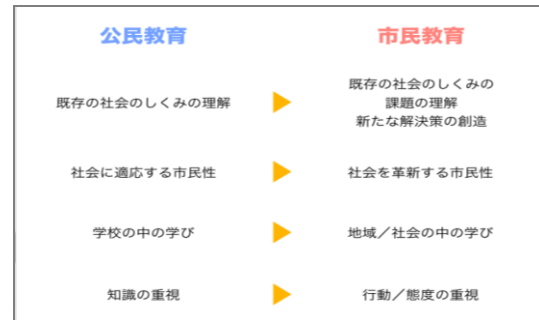 公民教育 市民教育
既存の社会のしくみの理解 ▶ 既存の社会のしくみの
課題の理解
新たな解決策の創造
社会に適応する市民性 ▶ 社会を革新する市民性
学校の中の学び ▶ 地域／社会の中の学び
知識の重視 ▶ 行動／態度の重視